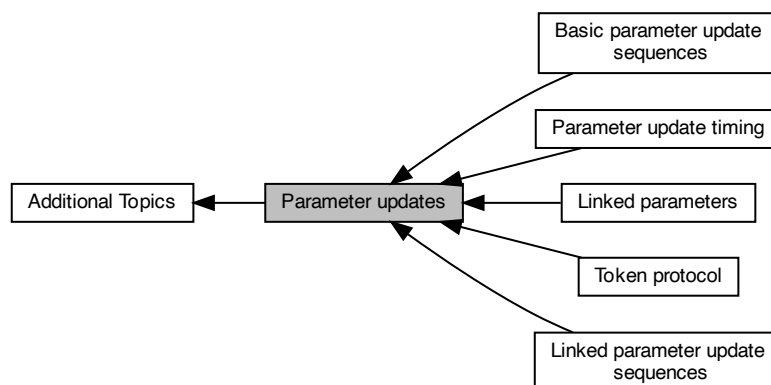 Basic parameter update
sequences
Parameter update timing
Additional Topics
Parameter updates
Linked parameters
Token protocol
Linked parameter update
sequences